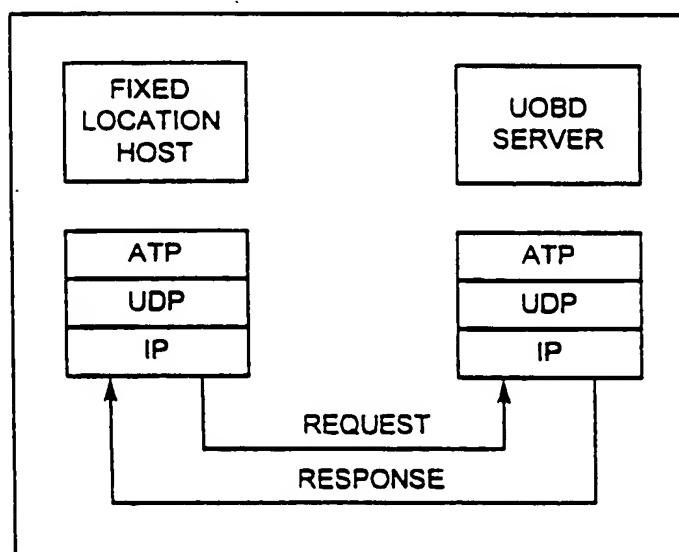 FIXED
LOCATION
HOST
UOBD
SERVER
ATP
UDP
IP
ATP
UDP
IP
REQUEST
RESPONSE